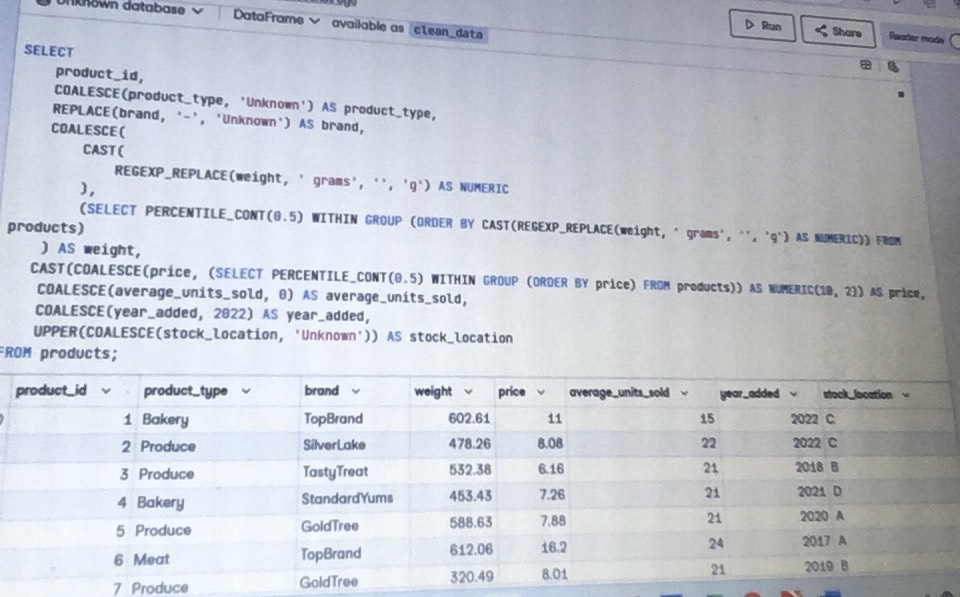 Unknown database DataFrame available as clean_data Run Share Reader mode
SELECT
product_id,
COALESCE(product_type, 'Unknown') AS product_type,
REPLACE(brand, '-', 'Unknown') AS brand,
COALESCE(
CAST(
REGEXP_REPLACE(weight, ' grams', '', 'g') AS NUMERIC
),
(SELECT PERCENTILE_CONT(0.5) WITHIN GROUP (ORDER BY CAST(REGEXP_REPLACE(weight, ' grams', '', 'g') AS NUMERIC)) FROM
products)
) AS weight,
CAST(COALESCE(price, (SELECT PERCENTILE_CONT(0.5) WITHIN GROUP (ORDER BY price) FROM products)) AS NUMERIC(10, 2)) AS price,
COALESCE(average_units_sold, 0) AS average_units_sold,
COALESCE(year_added, 2022) AS year_added,
UPPER(COALESCE(stock_location, 'Unknown')) AS stock_location
FROM products;
product_id product_type brand weight price average_units_sold year_added stock_location
1 Bakery TopBrand 602.61 11 15 2022 C
2 Produce SilverLake 478.26 8.08 22 2022 C
3 Produce TastyTreat 532.38 6.16 21 2018 B
4 Bakery StandardYums 453.43 7.26 21 2021 D
5 Produce GoldTree 588.63 7.88 21 2020 A
6 Meat TopBrand 612.06 16.2 24 2017 A
7 Produce GoldTree 320.49 8.01 21 2019 B